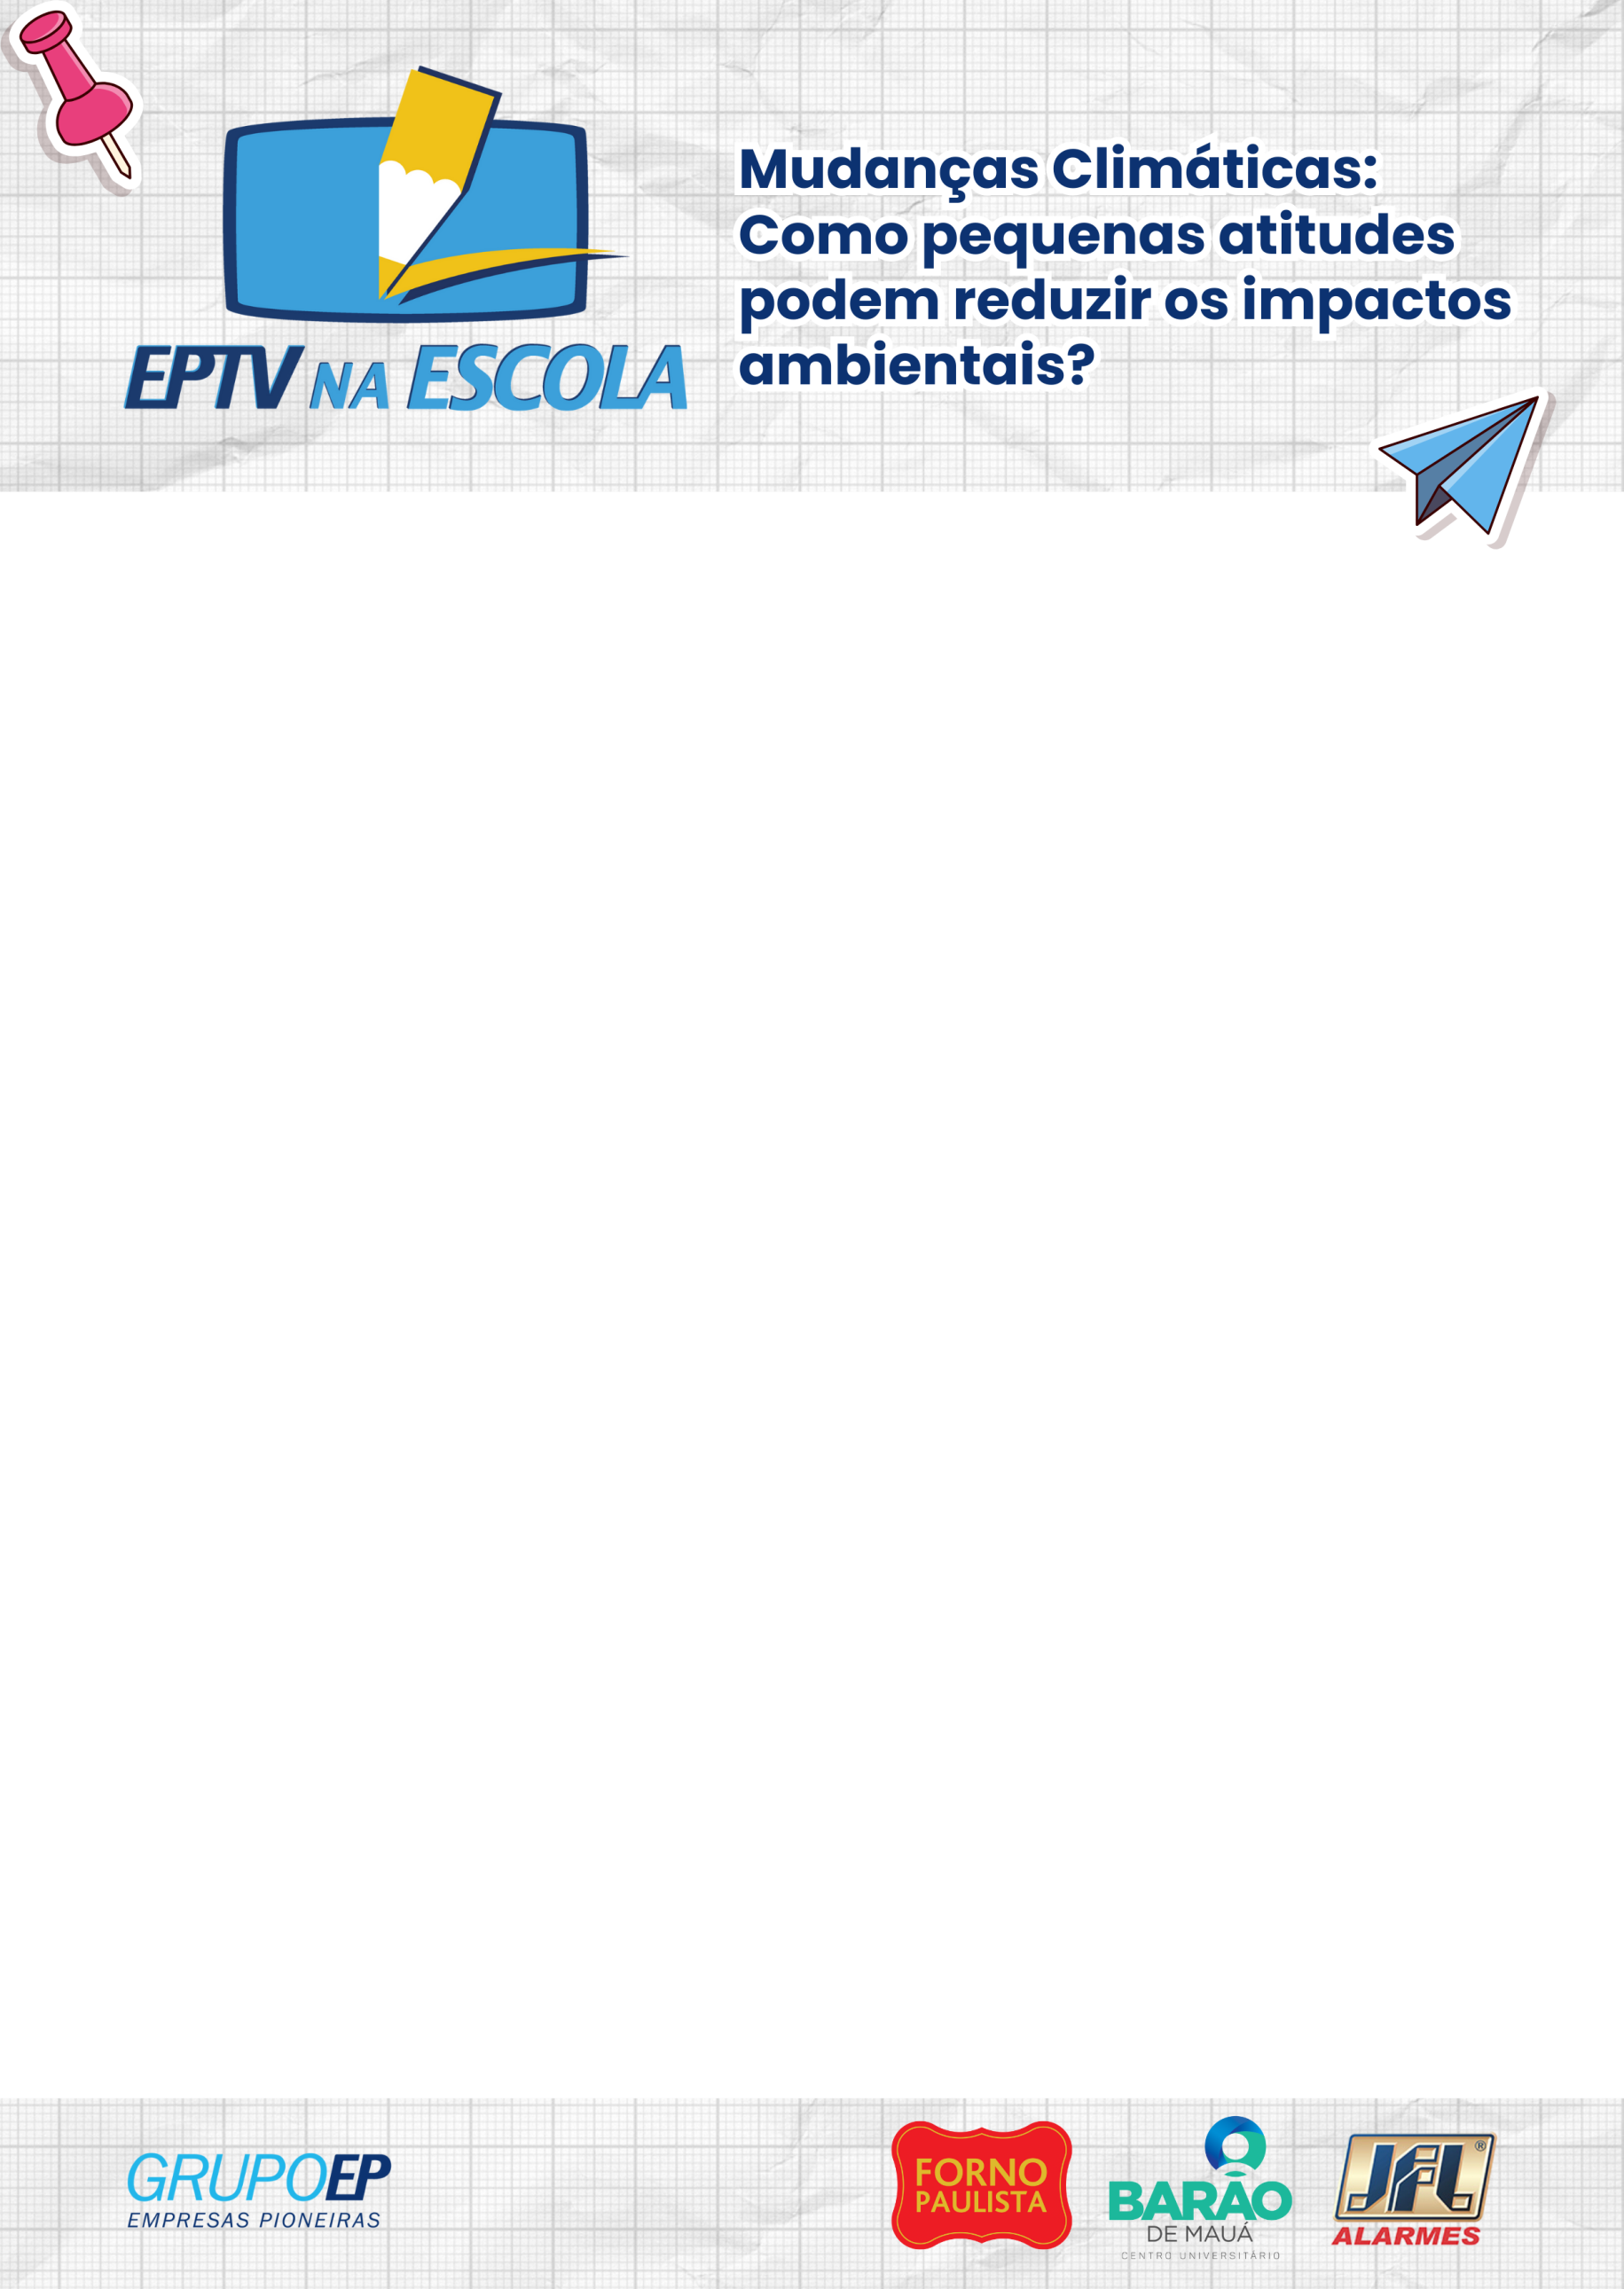 Mudanças Climáticas:
Como pequenas atitudes
podem reduzir os impactos
ambientais?
EPTV NA ESCOLA
GRUPOEP
EMPRESAS PIONEIRAS
FORNO
PAULISTA
BARÃO
DE MAUÁ
CENTRO UNIVERSITÁRIO
JFL®
ALARMES